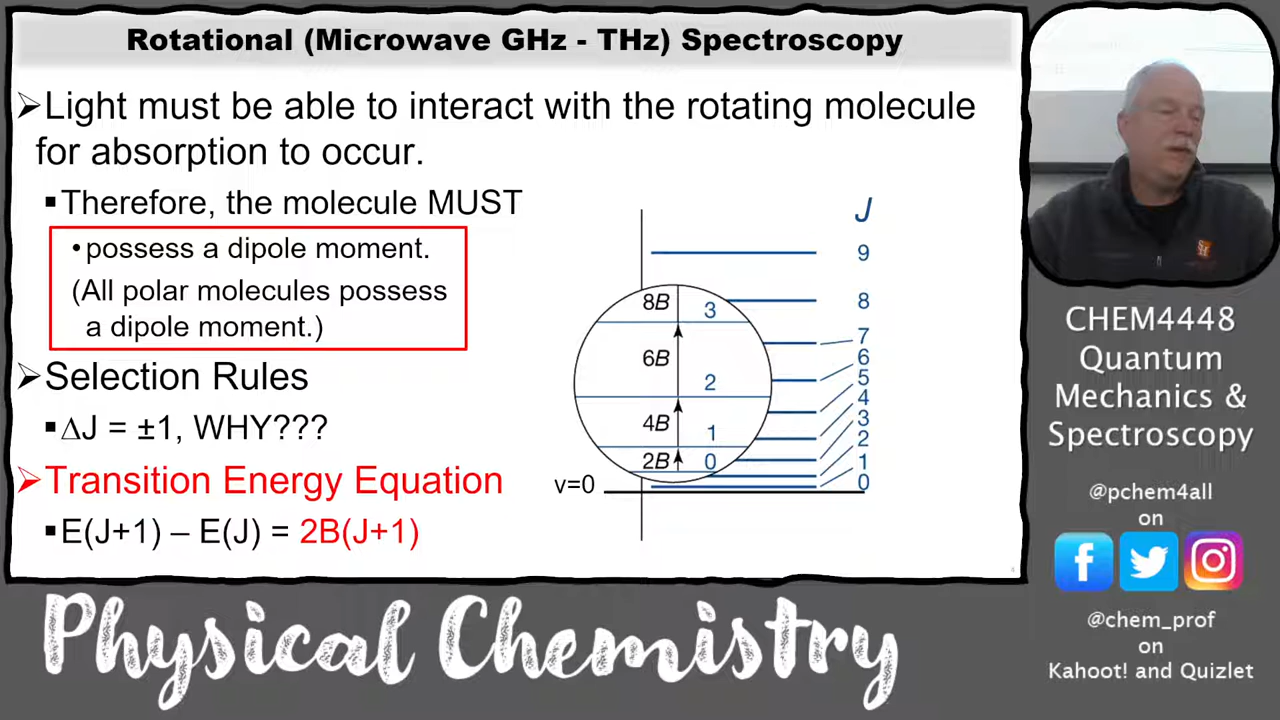 Rotational (Microwave GHz - THz) Spectroscopy
➢Light must be able to interact with the rotating molecule
for absorption to occur.
▪Therefore, the molecule MUST
•possess a dipole moment.
(All polar molecules possess
a dipole moment.)
➢Selection Rules
▪ΔJ = ±1, WHY???
➢Transition Energy Equation
▪E(J+1) – E(J) = 2B(J+1)
J
9
8
7
6
5
4
3
2
1
0
8B 3
6B
2
4B 1
2B 0
v=0
CHEM4448
Quantum
Mechanics &
Spectroscopy
@pchem4all
on
@chem_prof
on
Kahoot! and Quizlet
Physical Chemistry